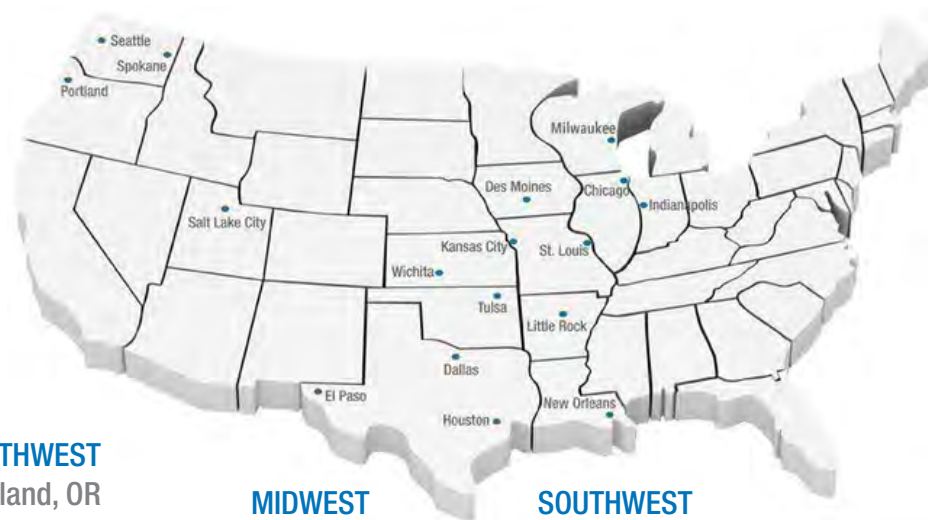 Seattle
Spokane
Portland
Milwaukee
Des Moines
Chicago
Indianapolis
Salt Lake City
Kansas City
St. Louis
Wichita
Tulsa
Little Rock
Dallas
El Paso
New Orleans
Houston
THWEST
land, OR
MIDWEST
SOUTHWEST